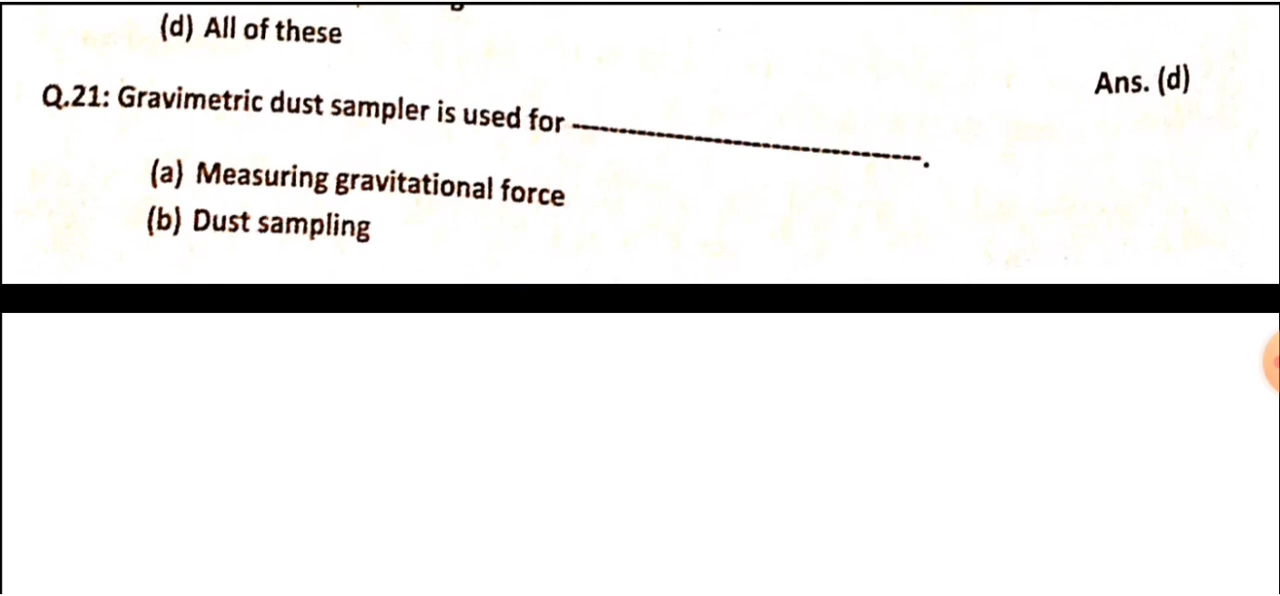 (d) All of these
Ans. (d)
Q.21: Gravimetric dust sampler is used for ----------------------------------------.
(a) Measuring gravitational force
(b) Dust sampling